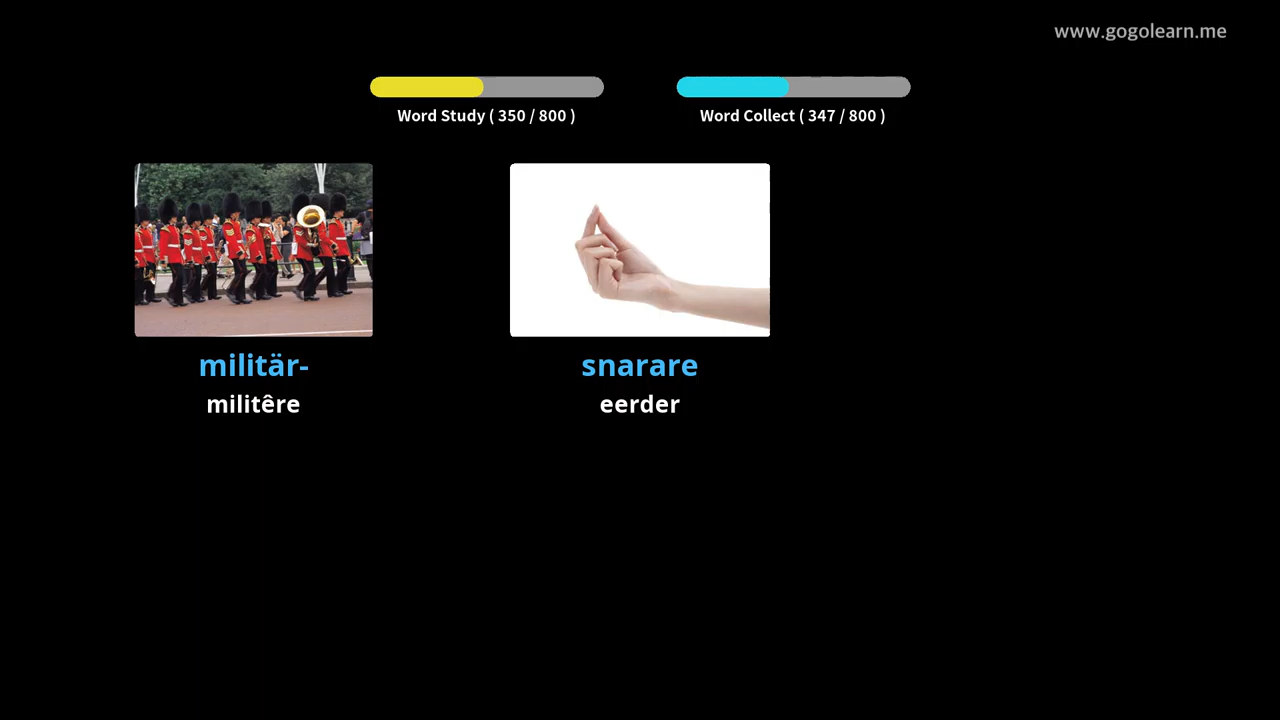 www.gogolearn.me
Word Study ( 350 / 800 )
Word Collect ( 347 / 800 )
militär-
militêre
snarare
eerder